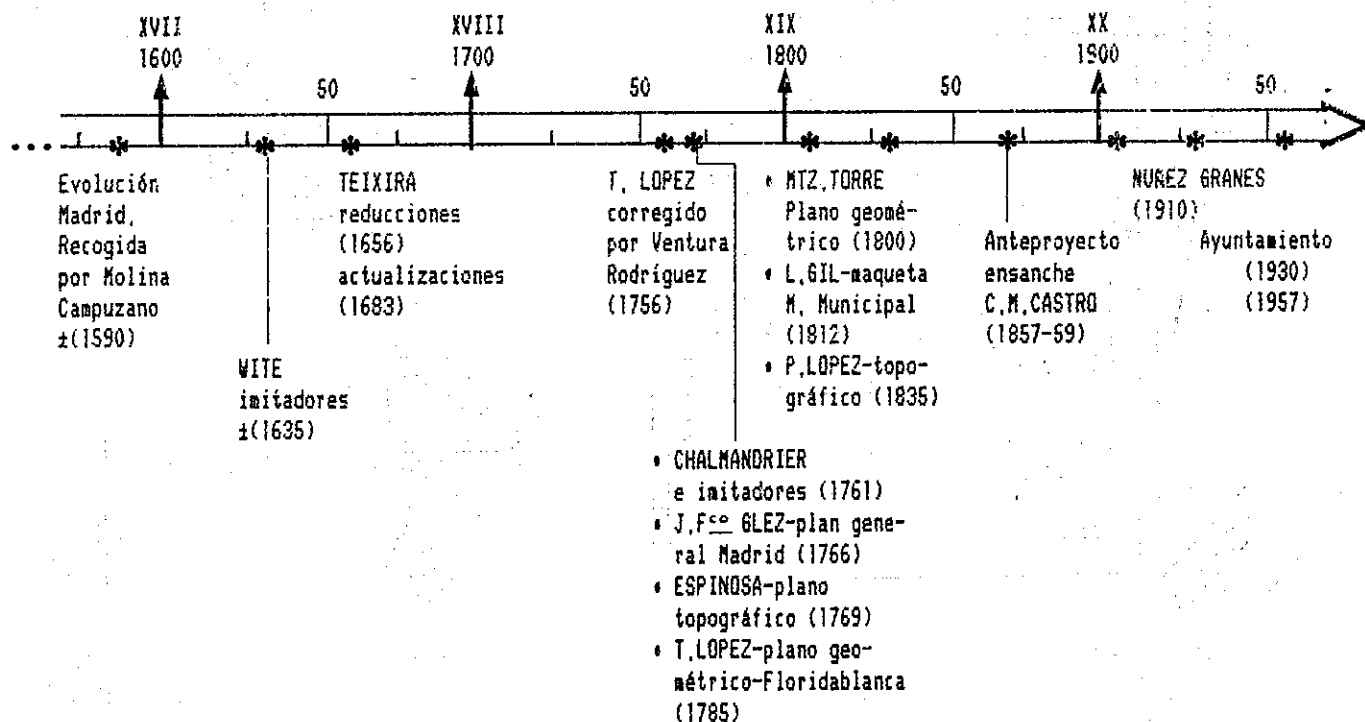 XVII XVIII XIX XX
1600 1700 1800 1900
50 50 50 50
Evolución
Madrid,
Recogida
por Molina
Campuzano
±(1590)
WITE
imitadores
±(1635)
TEIXIRA
reducciones
(1656)
actualizaciones
(1683)
T. LOPEZ
corregido
por Ventura
Rodríguez
(1756)
• CHALMANDRIER
e imitadores (1761)
• J.Fco GLEZ-plan gene-
ral Madrid (1766)
• ESPINOSA-plano
topográfico (1769)
• T.LOPEZ-plano geo-
métrico-Floridablanca
(1785)
• MTZ.TORRE
Plano geomé-
trico (1800)
• L.GIL-maqueta
M. Municipal
(1812)
• P.LOPEZ-topo-
gráfico (1835)
Anteproyecto
ensanche
C.M.CASTRO
(1857-59)
NUÑEZ GRANES
(1910)
Ayuntamiento
(1930)
(1957)